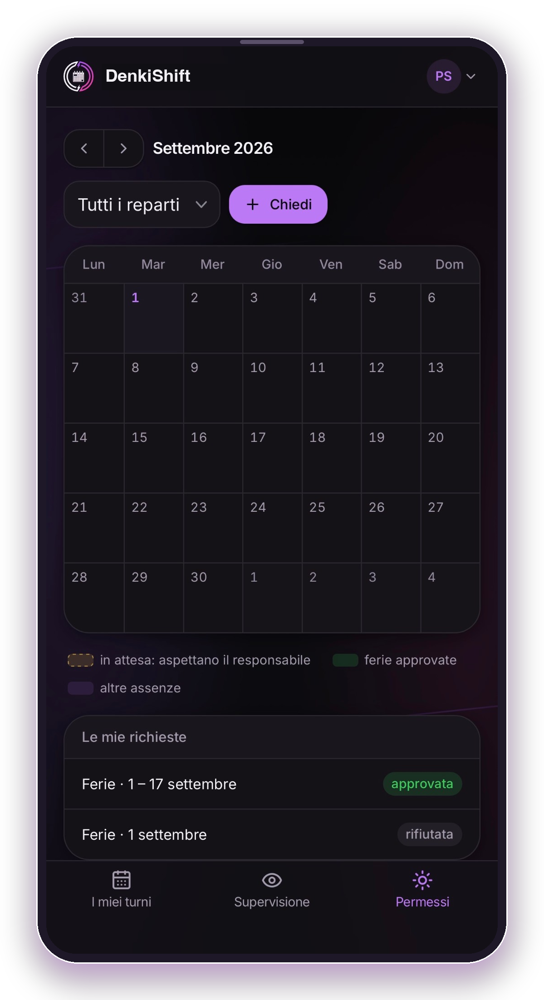 DenkiShift
PS
Settembre 2026
Tutti i reparti
+ Chiedi
Lun Mar Mer Gio Ven Sab Dom
31 1 2 3 4 5 6
7 8 9 10 11 12 13
14 15 16 17 18 19 20
21 22 23 24 25 26 27
28 29 30 1 2 3 4
in attesa: aspettano il responsabile ferie approvate
altre assenze
Le mie richieste
Ferie · 1 – 17 settembre approvata
Ferie · 1 settembre rifiutata
I miei turni Supervisione Permessi